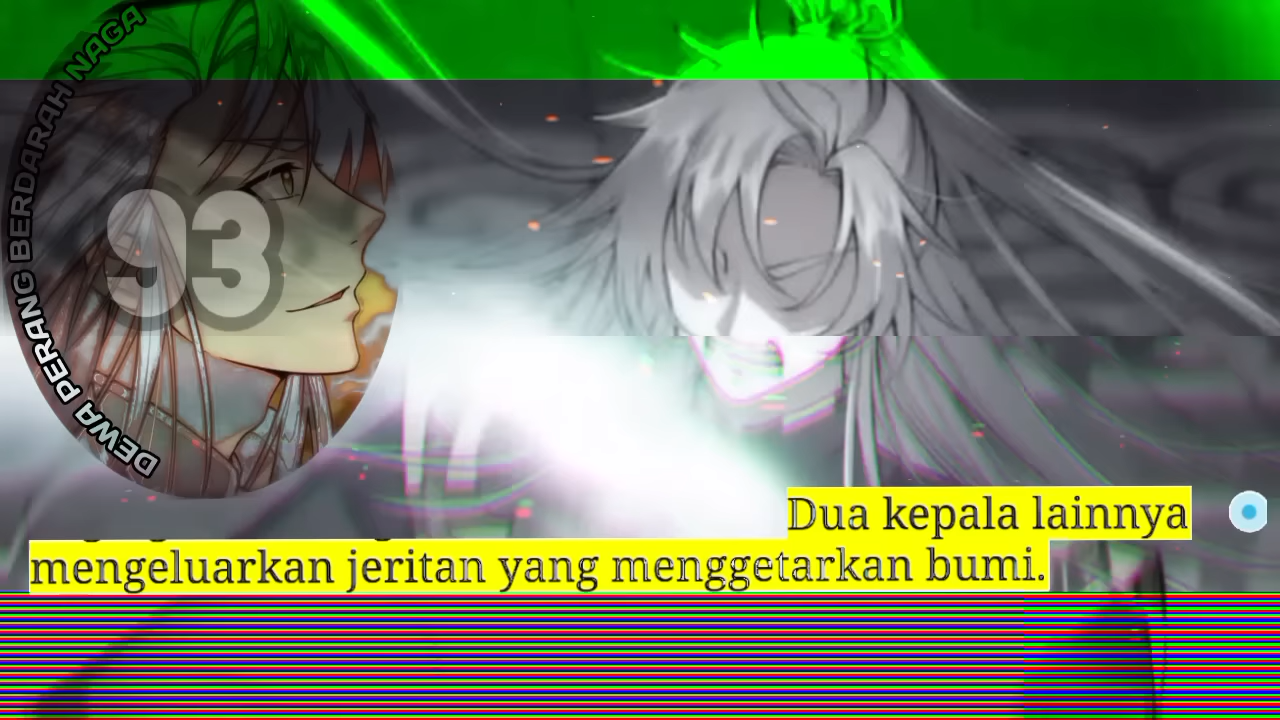 DEWA PERANG BERDARAH NAGA
93
Dua kepala lainnya
mengeluarkan jeritan yang menggetarkan bumi.